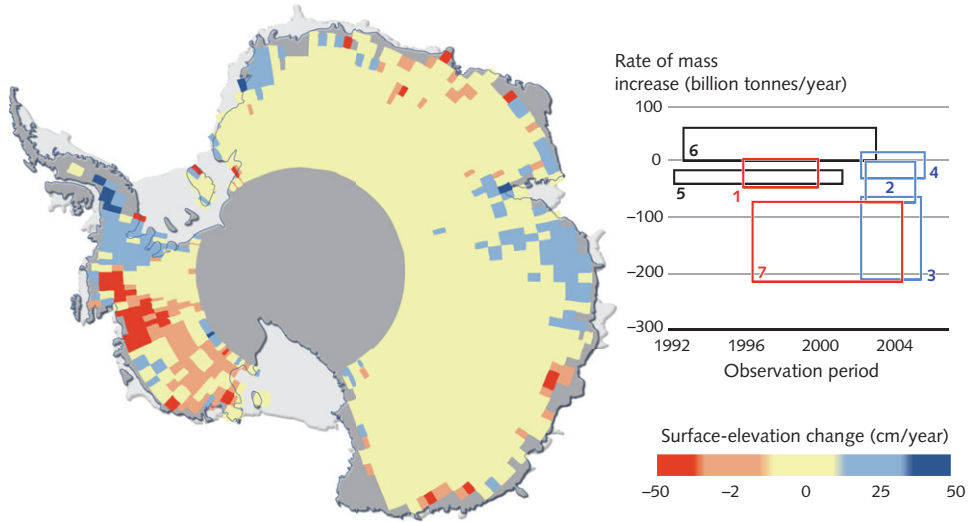 Rate of mass
increase (billion tonnes/year)
100
0
–100
–200
–300
6
5
1
2
4
7
3
1992 1996 2000 2004
Observation period
Surface-elevation change (cm/year)
–50 –2 0 25 50